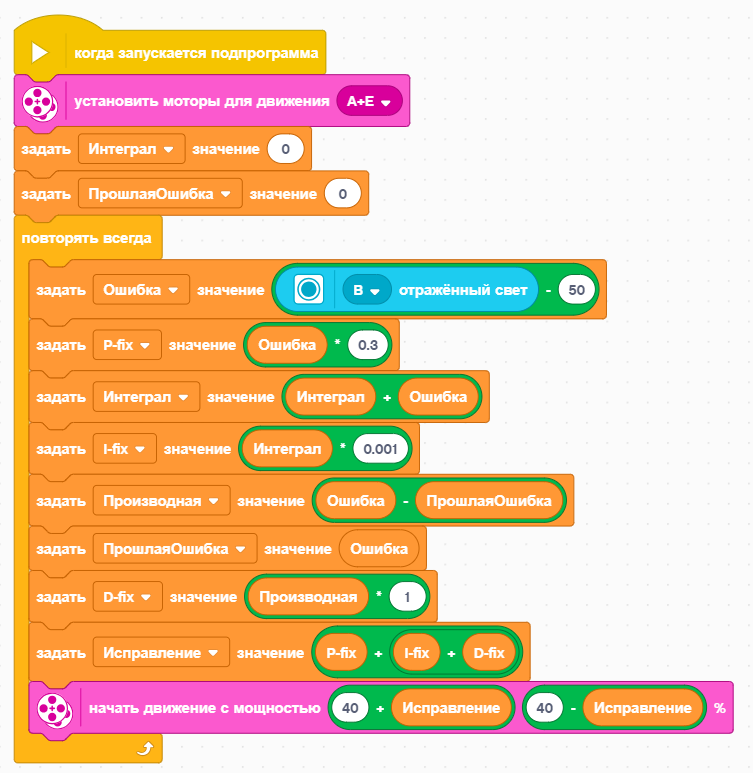 когда запускается подпрограмма
установить моторы для движения A+E
задать Интеграл значение 0
задать ПрошлаяОшибка значение 0
повторять всегда
задать Ошибка значение B отражённый свет - 50
задать P-fix значение Ошибка * 0.3
задать Интеграл значение Интеграл + Ошибка
задать I-fix значение Интеграл * 0.001
задать Производная значение Ошибка - ПрошлаяОшибка
задать ПрошлаяОшибка значение Ошибка
задать D-fix значение Производная * 1
задать Исправление значение P-fix + I-fix + D-fix
начать движение с мощностью 40 + Исправление 40 - Исправление %